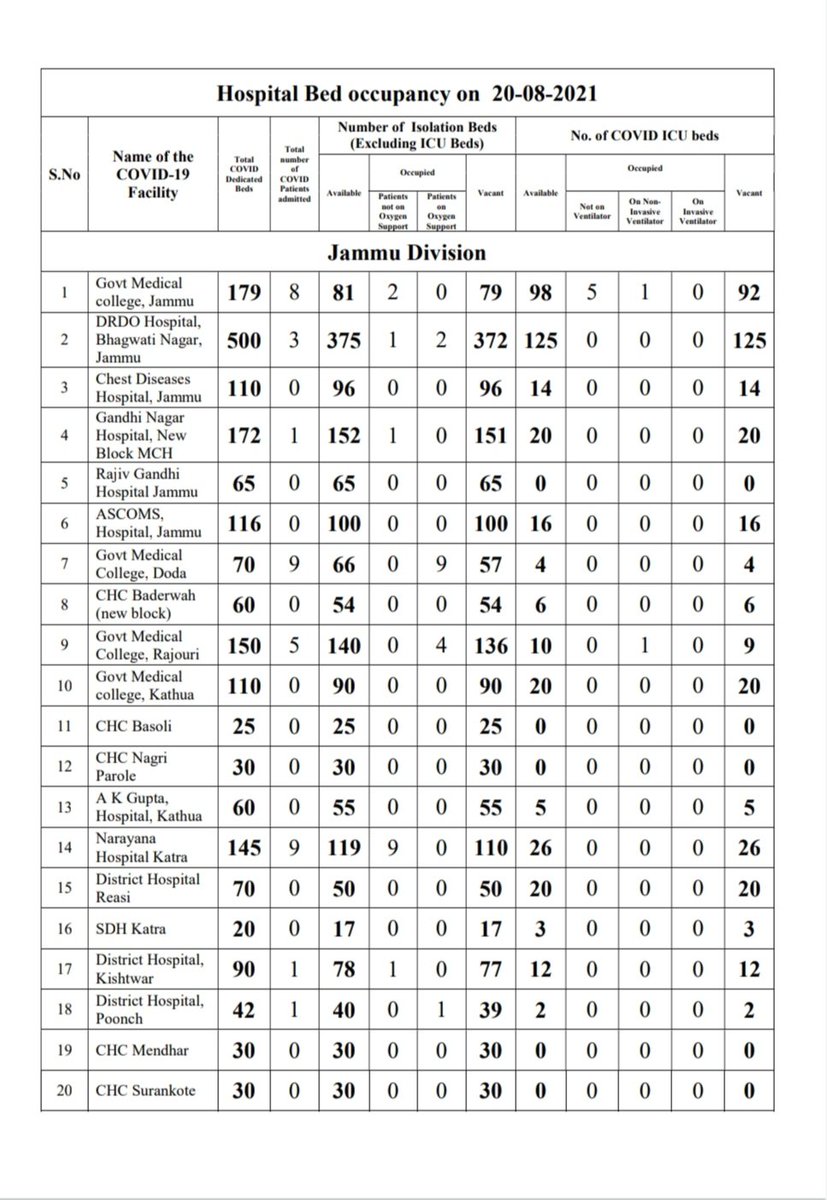 Hospital Bed occupancy on 20-08-2021
S.No
Name of the
COVID-19
Facility
Total
COVID
Dedicated
Beds
Total
number
of
COVID
Patients
admitted
Number of Isolation Beds
(Excluding ICU Beds)
No. of COVID ICU beds
Available
Occupied
Patients
not on
Oxygen
Support
Patients
on
Oxygen
Support
Vacant
Available
Occupied
Not on
Ventilator
On Non-
Invasive
Ventilator
On
Invasive
Ventilator
Vacant
Jammu Division
1 Govt Medical
college, Jammu 179 8 81 2 0 79 98 5 1 0 92
2 DRDO Hospital,
Bhagwati Nagar,
Jammu 500 3 375 1 2 372 125 0 0 0 125
3 Chest Diseases
Hospital, Jammu 110 0 96 0 0 96 14 0 0 0 14
4 Gandhi Nagar
Hospital, New
Block MCH 172 1 152 1 0 151 20 0 0 0 20
5 Rajiv Gandhi
Hospital Jammu 65 0 65 0 0 65 0 0 0 0 0
6 ASCOMS,
Hospital, Jammu 116 0 100 0 0 100 16 0 0 0 16
7 Govt Medical
College, Doda 70 9 66 0 9 57 4 0 0 0 4
8 CHC Baderwah
(new block) 60 0 54 0 0 54 6 0 0 0 6
9 Govt Medical
College, Rajouri 150 5 140 0 4 136 10 0 1 0 9
10 Govt Medical
college, Kathua 110 0 90 0 0 90 20 0 0 0 20
11 CHC Basoli 25 0 25 0 0 25 0 0 0 0 0
12 CHC Nagri
Parole 30 0 30 0 0 30 0 0 0 0 0
13 A K Gupta,
Hospital, Kathua 60 0 55 0 0 55 5 0 0 0 5
14 Narayana
Hospital Katra 145 9 119 9 0 110 26 0 0 0 26
15 District Hospital
Reasi 70 0 50 0 0 50 20 0 0 0 20
16 SDH Katra 20 0 17 0 0 17 3 0 0 0 3
17 District Hospital,
Kishtwar 90 1 78 1 0 77 12 0 0 0 12
18 District Hospital,
Poonch 42 1 40 0 1 39 2 0 0 0 2
19 CHC Mendhar 30 0 30 0 0 30 0 0 0 0 0
20 CHC Surankote 30 0 30 0 0 30 0 0 0 0 0